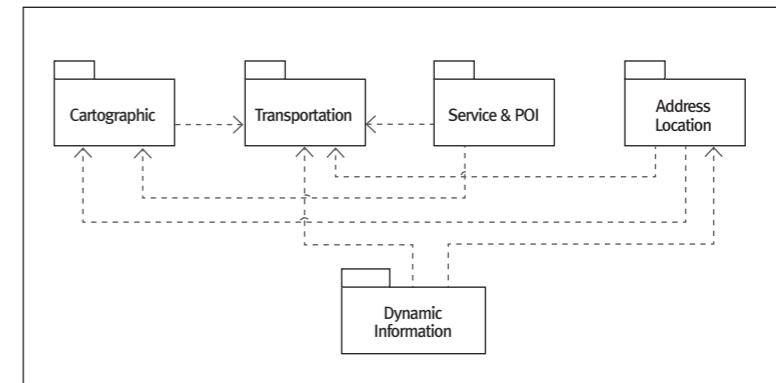 Cartographic
Transportation
Service & POI
Address
Location
Dynamic
Information